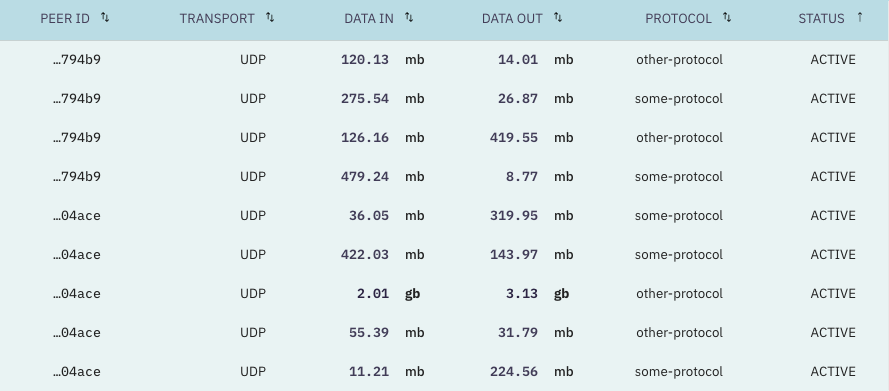 PEER ID ⇅ TRANSPORT ⇅ DATA IN ⇅ DATA OUT ⇅ PROTOCOL ⇅ STATUS ↑
…794b9 UDP 120.13 mb 14.01 mb other-protocol ACTIVE
…794b9 UDP 275.54 mb 26.87 mb some-protocol ACTIVE
…794b9 UDP 126.16 mb 419.55 mb other-protocol ACTIVE
…794b9 UDP 479.24 mb 8.77 mb some-protocol ACTIVE
…04ace UDP 36.05 mb 319.95 mb some-protocol ACTIVE
…04ace UDP 422.03 mb 143.97 mb some-protocol ACTIVE
…04ace UDP 2.01 gb 3.13 gb other-protocol ACTIVE
…04ace UDP 55.39 mb 31.79 mb other-protocol ACTIVE
…04ace UDP 11.21 mb 224.56 mb some-protocol ACTIVE